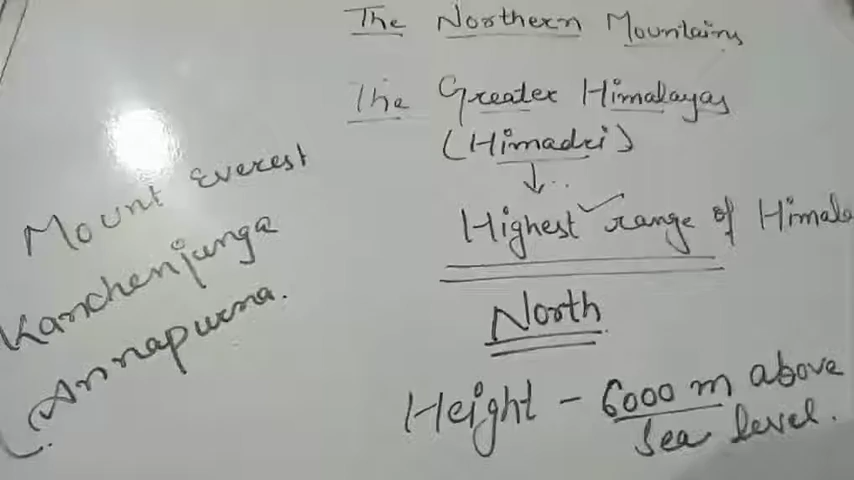 The Northern Mountains
The Greater Himalayas
(Himadri)
Highest range of Himala
North
Height - 6000 m above
sea level.
Mount Everest
Kanchenjunga
Annapurna.